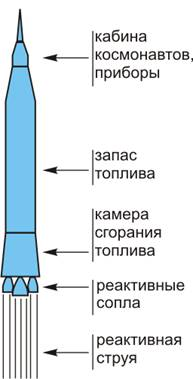 кабина
космонавтов,
приборы
запас
топлива
камера
сгорания
топлива
реактивные
сопла
реактивная
струя